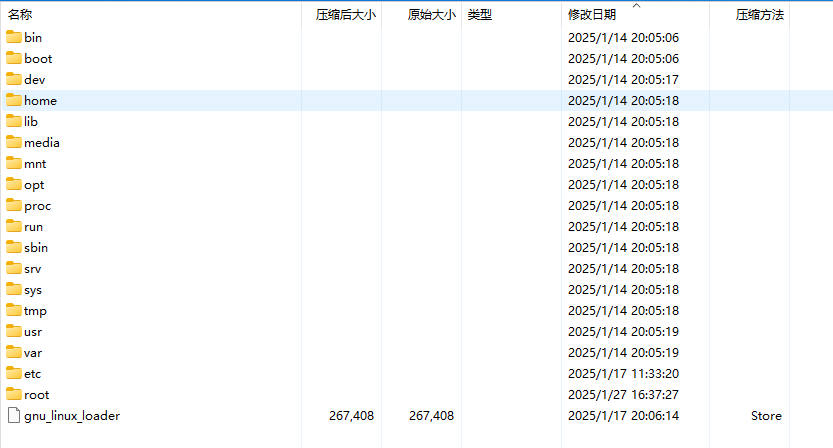 名称 压缩后大小 原始大小 类型 修改日期 压缩方法
bin 2025/1/14 20:05:06
boot 2025/1/14 20:05:06
dev 2025/1/14 20:05:17
home 2025/1/14 20:05:18
lib 2025/1/14 20:05:18
media 2025/1/14 20:05:18
mnt 2025/1/14 20:05:18
opt 2025/1/14 20:05:18
proc 2025/1/14 20:05:18
run 2025/1/14 20:05:18
sbin 2025/1/14 20:05:18
srv 2025/1/14 20:05:18
sys 2025/1/14 20:05:18
tmp 2025/1/14 20:05:18
usr 2025/1/14 20:05:19
var 2025/1/14 20:05:19
etc 2025/1/17 11:33:20
root 2025/1/27 16:37:27
gnu_linux_loader 267,408 267,408 2025/1/17 20:06:14 Store